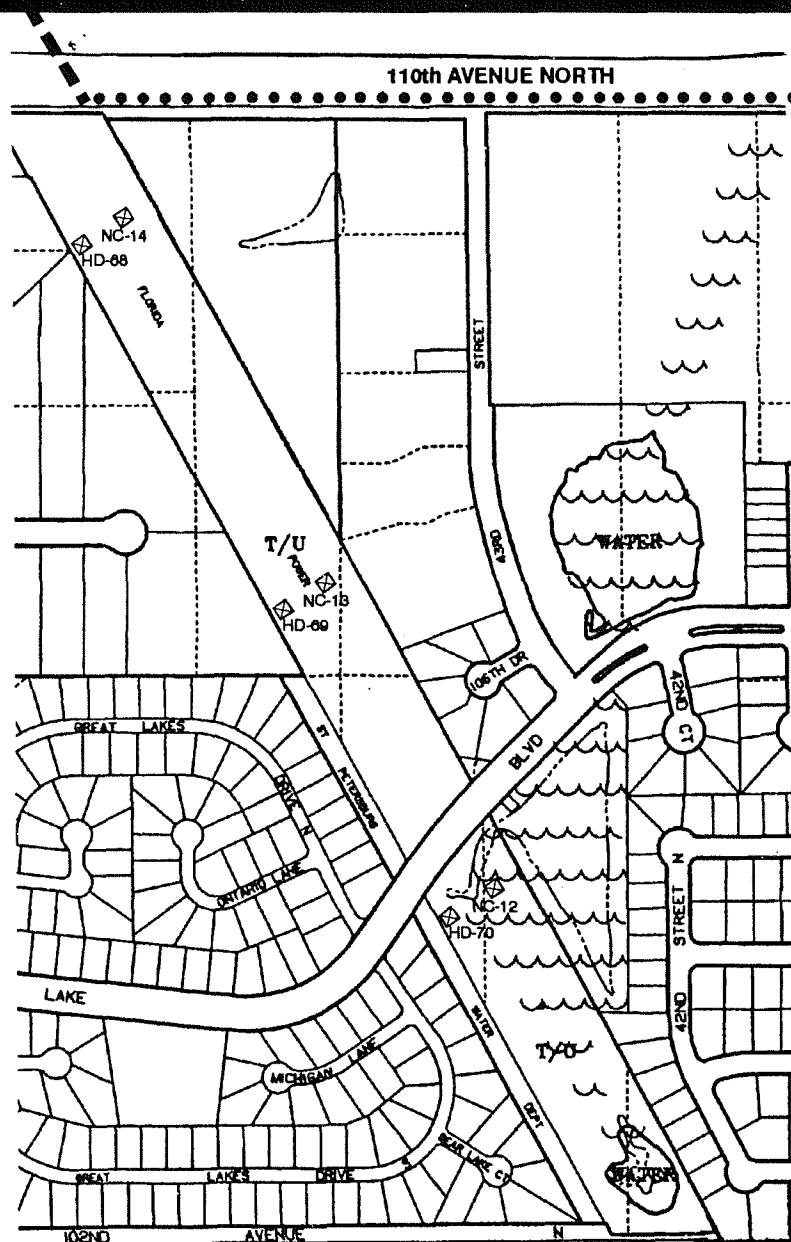 110th AVENUE NORTH
NC-14
HD-68
FLORIDA
STREET
43RD
T/U
POWER
NC-13
HD-69
WATER
106TH DR
42ND CT
GREAT LAKES
DRIVE N
ST PETERSBURG
BLVD
ONTARIO LANE
NC-12
HD-70
STREET N
42ND
LAKE
WATER
T/U
MICHIGAN LANE
DEPT
BEAR LAKE CT
GREAT LAKES DRIVE
WATER
102ND AVENUE N